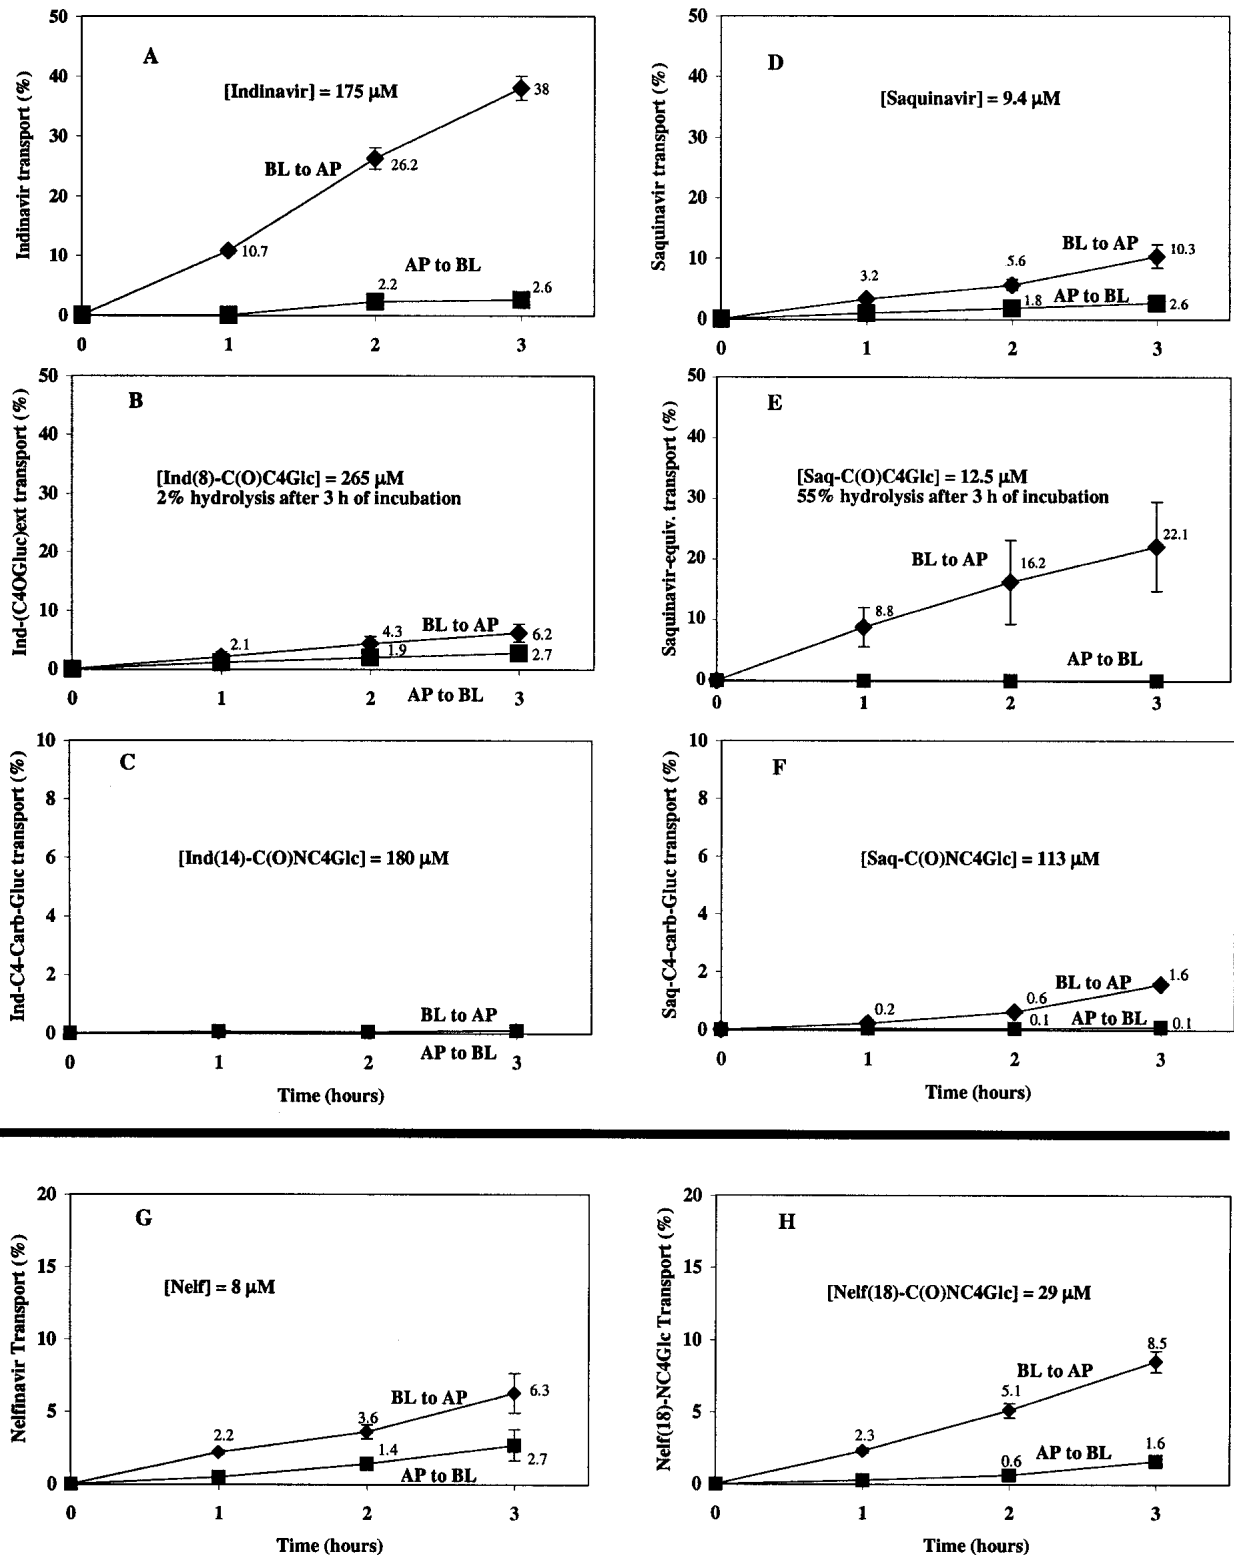 A
Indinavir transport (%)
50
40
30
20
10
0
[Indinavir] = 175 µM
BL to AP
10.7
26.2
38
AP to BL
2.2
2.6
0 1 2 3
D
Saquinavir transport (%)
50
40
30
20
10
0
[Saquinavir] = 9.4 µM
BL to AP
3.2
5.6
10.3
AP to BL
1.8
2.6
0 1 2 3
B
Ind-(C4OGluc)ext transport (%)
50
40
30
20
10
0
[Ind(8)-C(O)C4Glc] = 265 µM
2% hydrolysis after 3 h of incubation
BL to AP
2.1
4.3
6.2
1.9
2.7
AP to BL
0 1 2 3
E
Saquinavir-equiv. transport (%)
50
40
30
20
10
0
[Saq-C(O)C4Glc] = 12.5 µM
55% hydrolysis after 3 h of incubation
BL to AP
8.8
16.2
22.1
AP to BL
0 1 2 3
C
Ind-C4-Carb-Gluc transport (%)
10
8
6
4
2
0
[Ind(14)-C(O)NC4Glc] = 180 µM
BL to AP
AP to BL
0 1 2 3
Time (hours)
F
Saq-C4-carb-Gluc transport (%)
10
8
6
4
2
0
[Saq-C(O)NC4Glc] = 113 µM
BL to AP
0.2
0.6
1.6
AP to BL
0.1
0.1
0 1 2 3
Time (hours)
G
Nelfinavir Transport (%)
20
15
10
5
0
[Nelf] = 8 µM
BL to AP
2.2
3.6
6.3
1.4
2.7
AP to BL
0 1 2 3
Time (hours)
H
Nelf(18)-NC4Glc Transport (%)
20
15
10
5
0
[Nelf(18)-C(O)NC4Glc] = 29 µM
BL to AP
2.3
5.1
8.5
AP to BL
0.6
1.6
0 1 2 3
Time (hours)